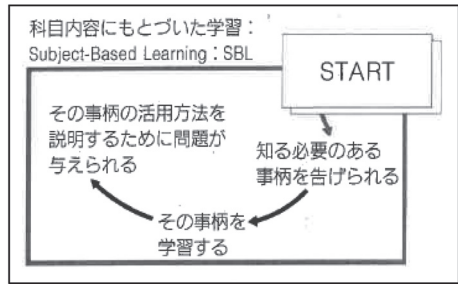 科目内容にもとづいた学習：
Subject-Based Learning：SBL
START
知る必要のある
事柄を告げられる
その事柄を
学習する
その事柄の活用方法を
説明するために問題が
与えられる